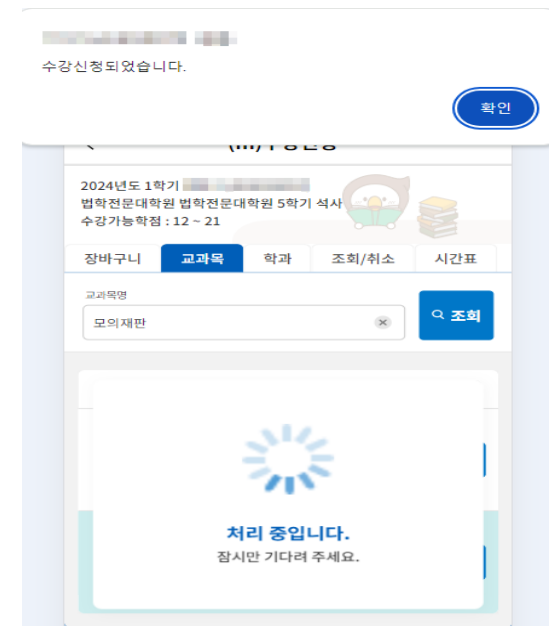 수강신청되었습니다.
확인
2024년도 1학기
법학전문대학원 법학전문대학원 5학기 석사
수강가능학점 : 12 ~ 21
장바구니 교과목 학과 조회/취소 시간표
교과목명
모의재판
조회
처리 중입니다.
잠시만 기다려 주세요.